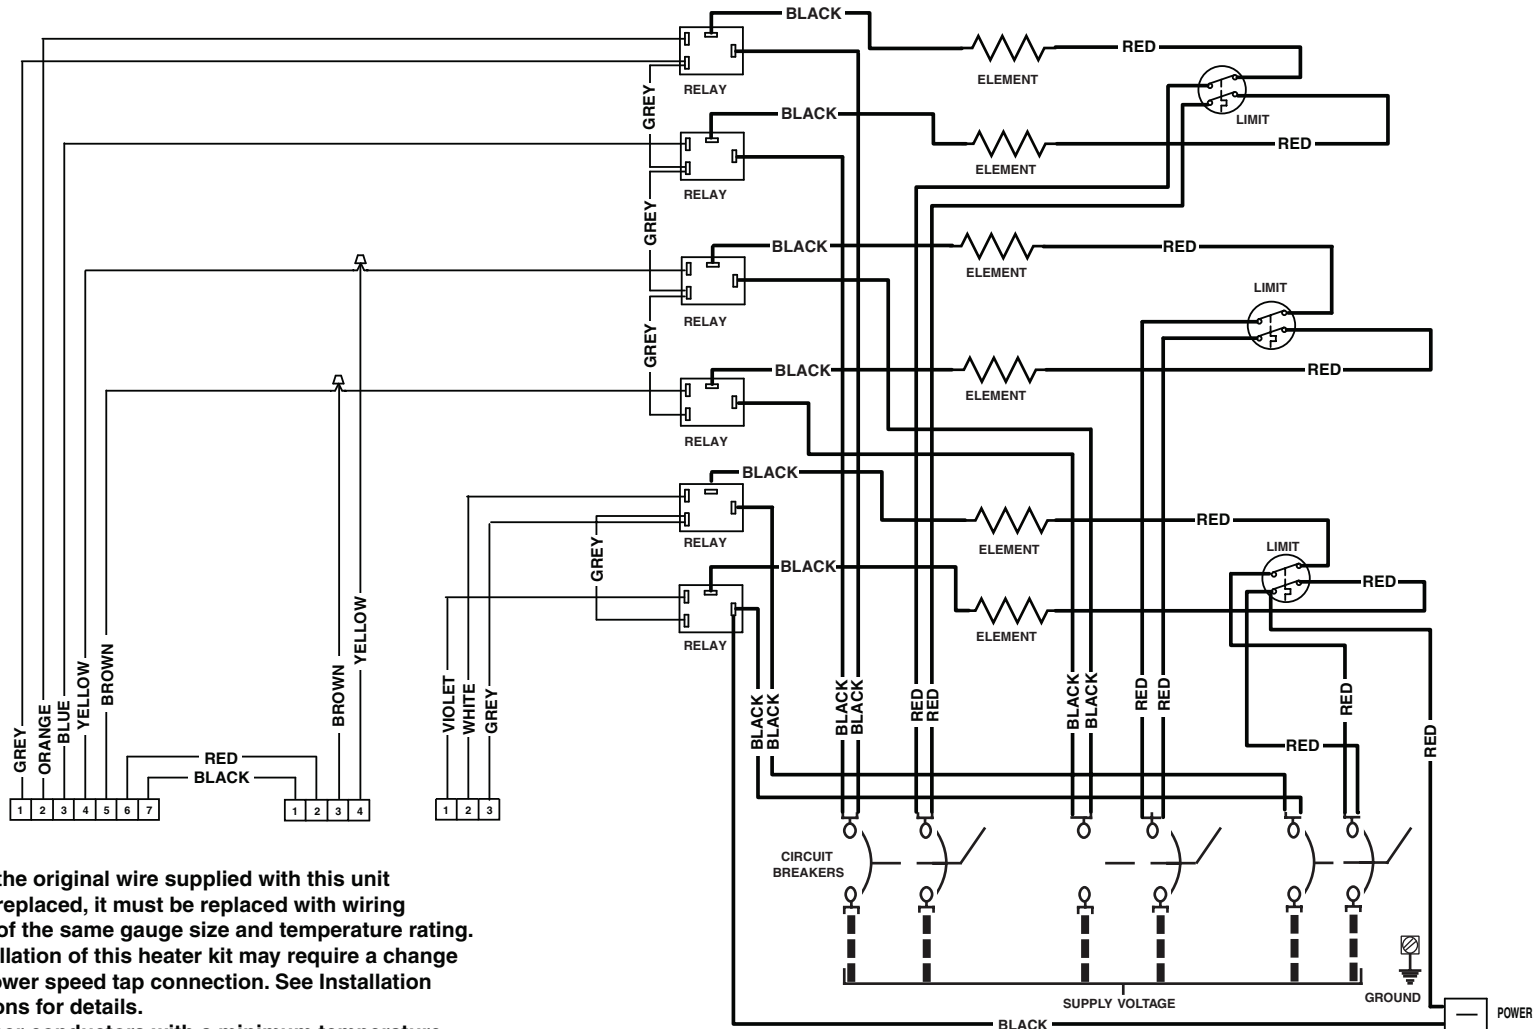 BLACK
RED
ELEMENT
RELAY
LIMIT
GREY
BLACK
RED
ELEMENT
RELAY
GREY
BLACK
RED
ELEMENT
LIMIT
RELAY
GREY
BLACK
RED
ELEMENT
RELAY
BLACK
RED
ELEMENT
RELAY
LIMIT
GREY
BLACK
RED
ELEMENT
RELAY
GREY
ORANGE
BLUE
YELLOW
BROWN
BROWN
YELLOW
VIOLET
WHITE
GREY
BLACK
BLACK
BLACK
BLACK
RED
RED
BLACK
BLACK
RED
RED
RED
RED
RED
RED
BLACK
1 2 3 4 5 6 7
1 2 3 4
1 2 3
CIRCUIT
BREAKERS
the original wire supplied with this unit
replaced, it must be replaced with wiring
of the same gauge size and temperature rating.
llation of this heater kit may require a change
ower speed tap connection. See Installation
ons for details.
SUPPLY VOLTAGE
GROUND
POWER
BLACK